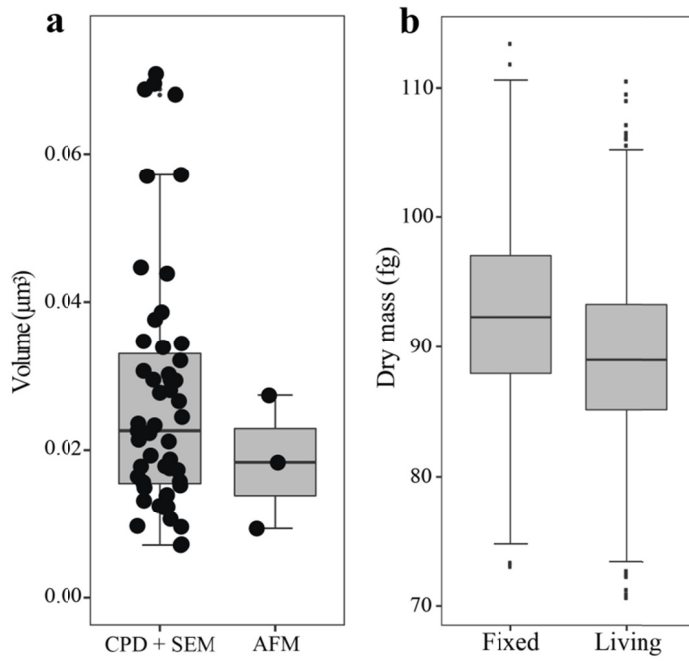 a
Volume (μm³)
0.06
0.04
0.02
0.00
CPD + SEM AFM
b
Dry mass (fg)
110
100
90
80
70
Fixed Living